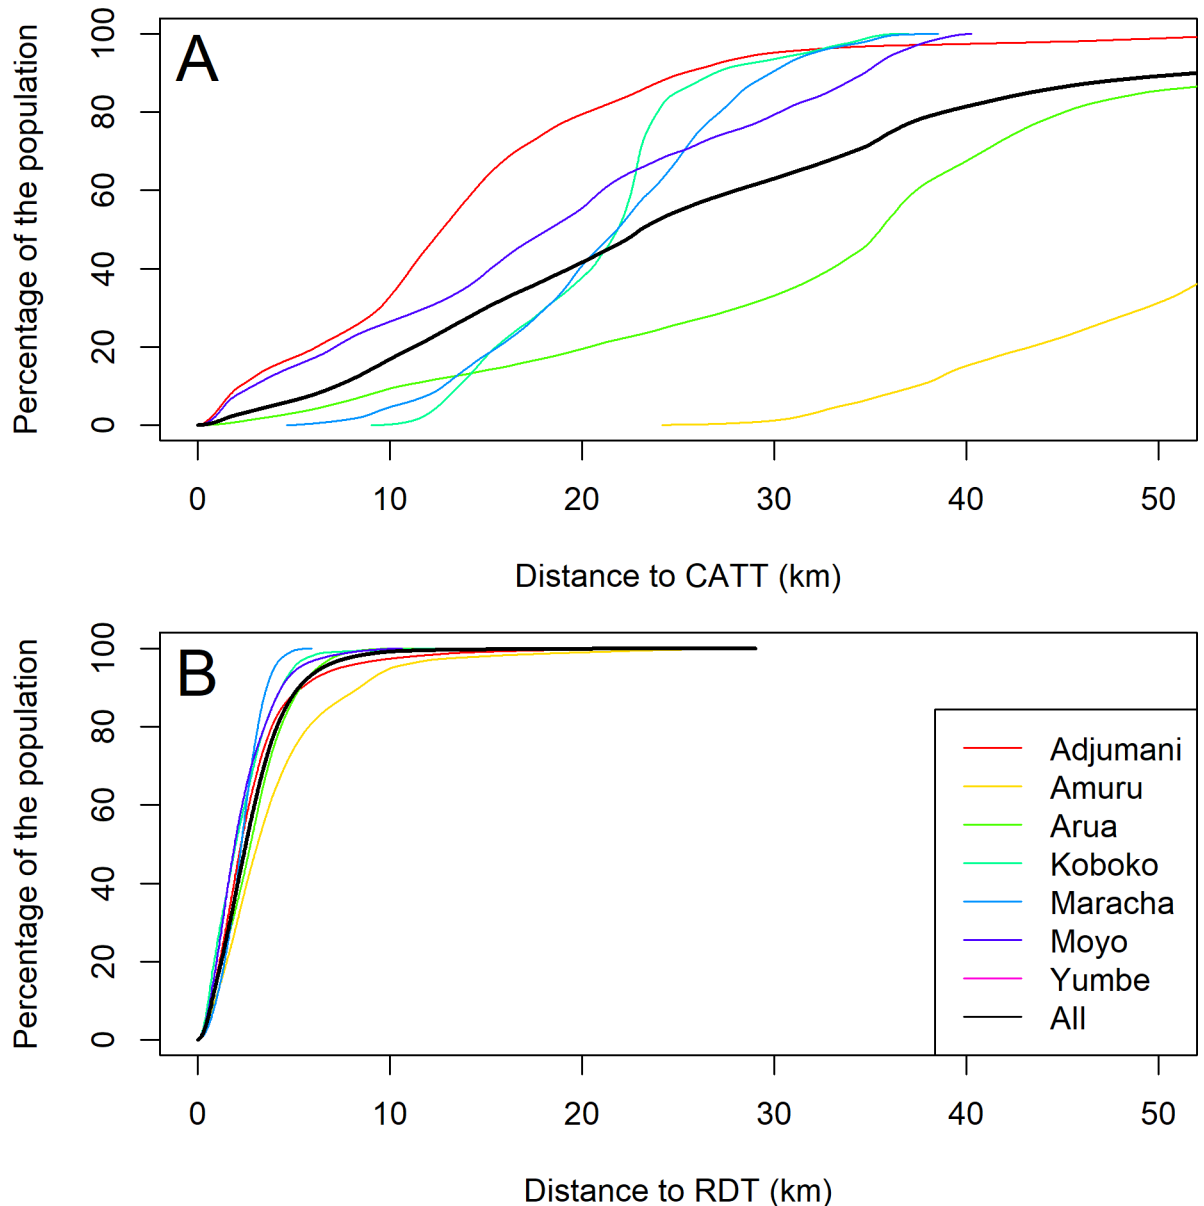 A
Percentage of the population
0 20 40 60 80 100
0 10 20 30 40 50
Distance to CATT (km)
B
Percentage of the population
0 20 40 60 80 100
Adjumani
Amuru
Arua
Koboko
Maracha
Moyo
Yumbe
All
0 10 20 30 40 50
Distance to RDT (km)